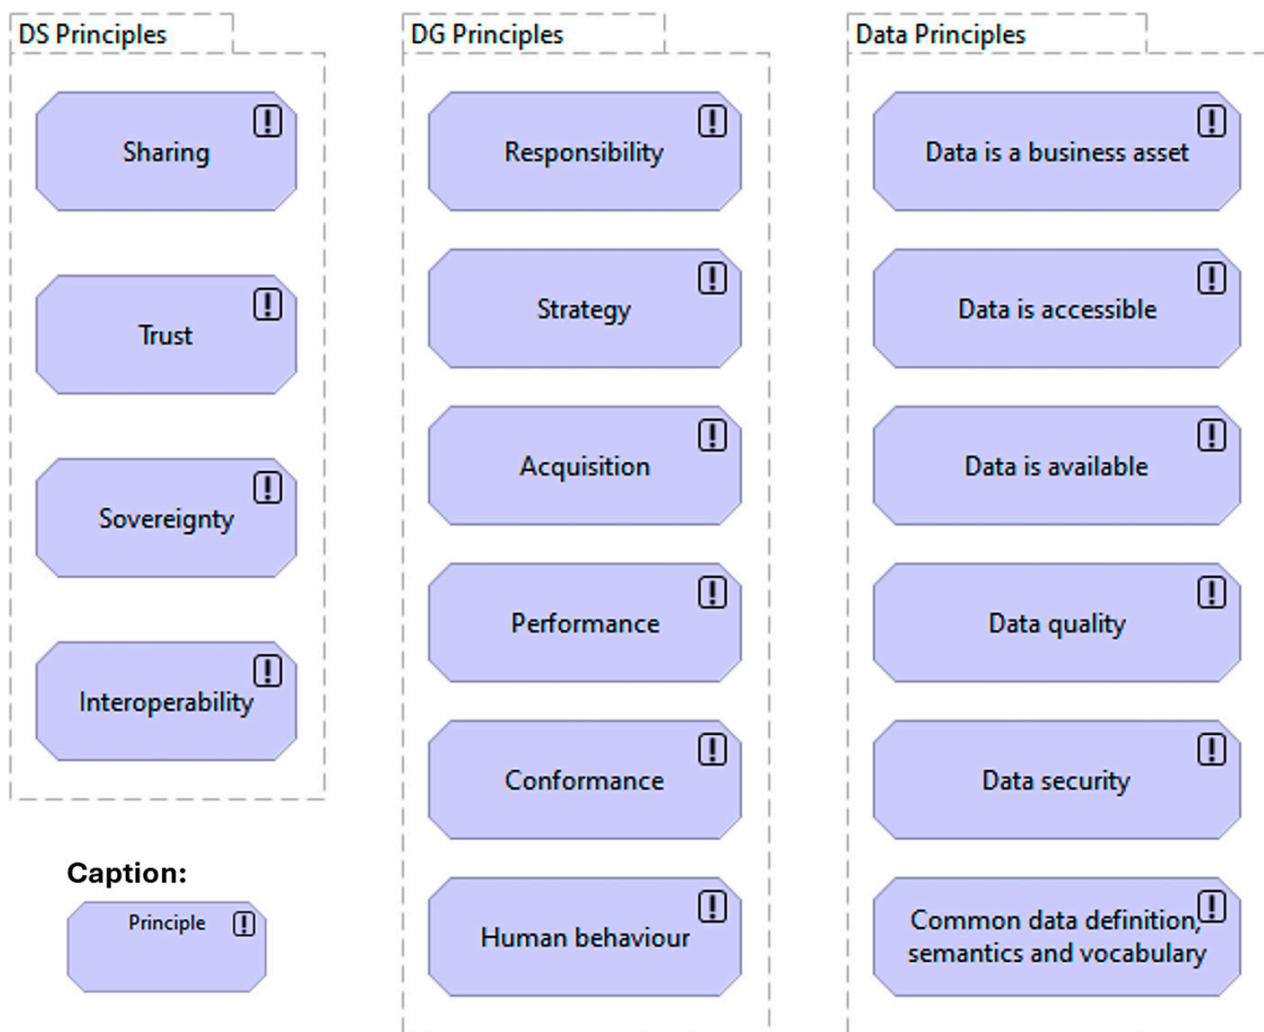 DS Principles
Sharing
Trust
Sovereignty
Interoperability
Caption:
Principle
DG Principles
Responsibility
Strategy
Acquisition
Performance
Conformance
Human behaviour
Data Principles
Data is a business asset
Data is accessible
Data is available
Data quality
Data security
Common data definition,
semantics and vocabulary